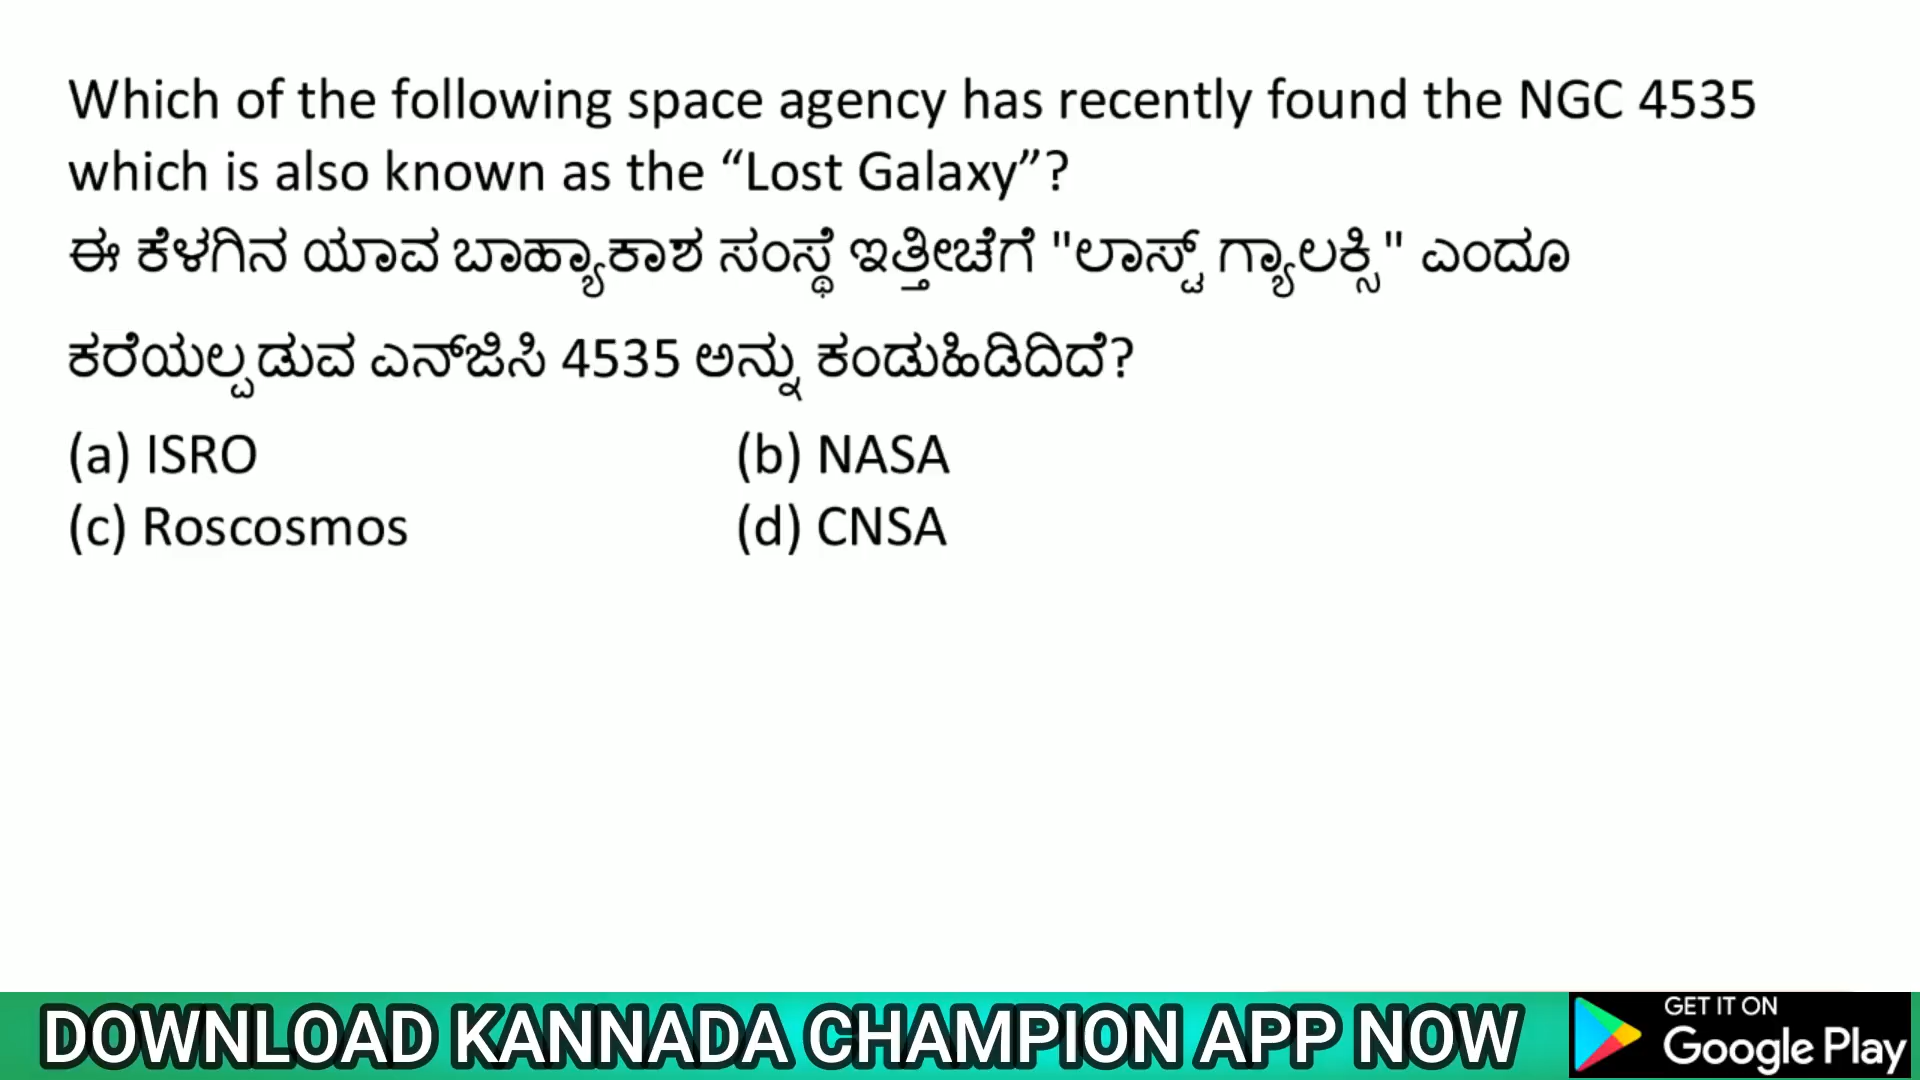 Which of the following space agency has recently found the NGC 4535
which is also known as the “Lost Galaxy”?
ಈ ಕೆಳಗಿನ ಯಾವ ಬಾಹ್ಯಾಕಾಶ ಸಂಸ್ಥೆ ಇತ್ತೀಚೆಗೆ "ಲಾಸ್ಟ್ ಗ್ಯಾಲಕ್ಸಿ" ಎಂದೂ
ಕರೆಯಲ್ಪಡುವ ಎನ್‌ಜಿಸಿ 4535 ಅನ್ನು ಕಂಡುಹಿಡಿದಿದೆ?
(a) ISRO (b) NASA
(c) Roscosmos (d) CNSA
DOWNLOAD KANNADA CHAMPION APP NOW
GET IT ON
Google Play